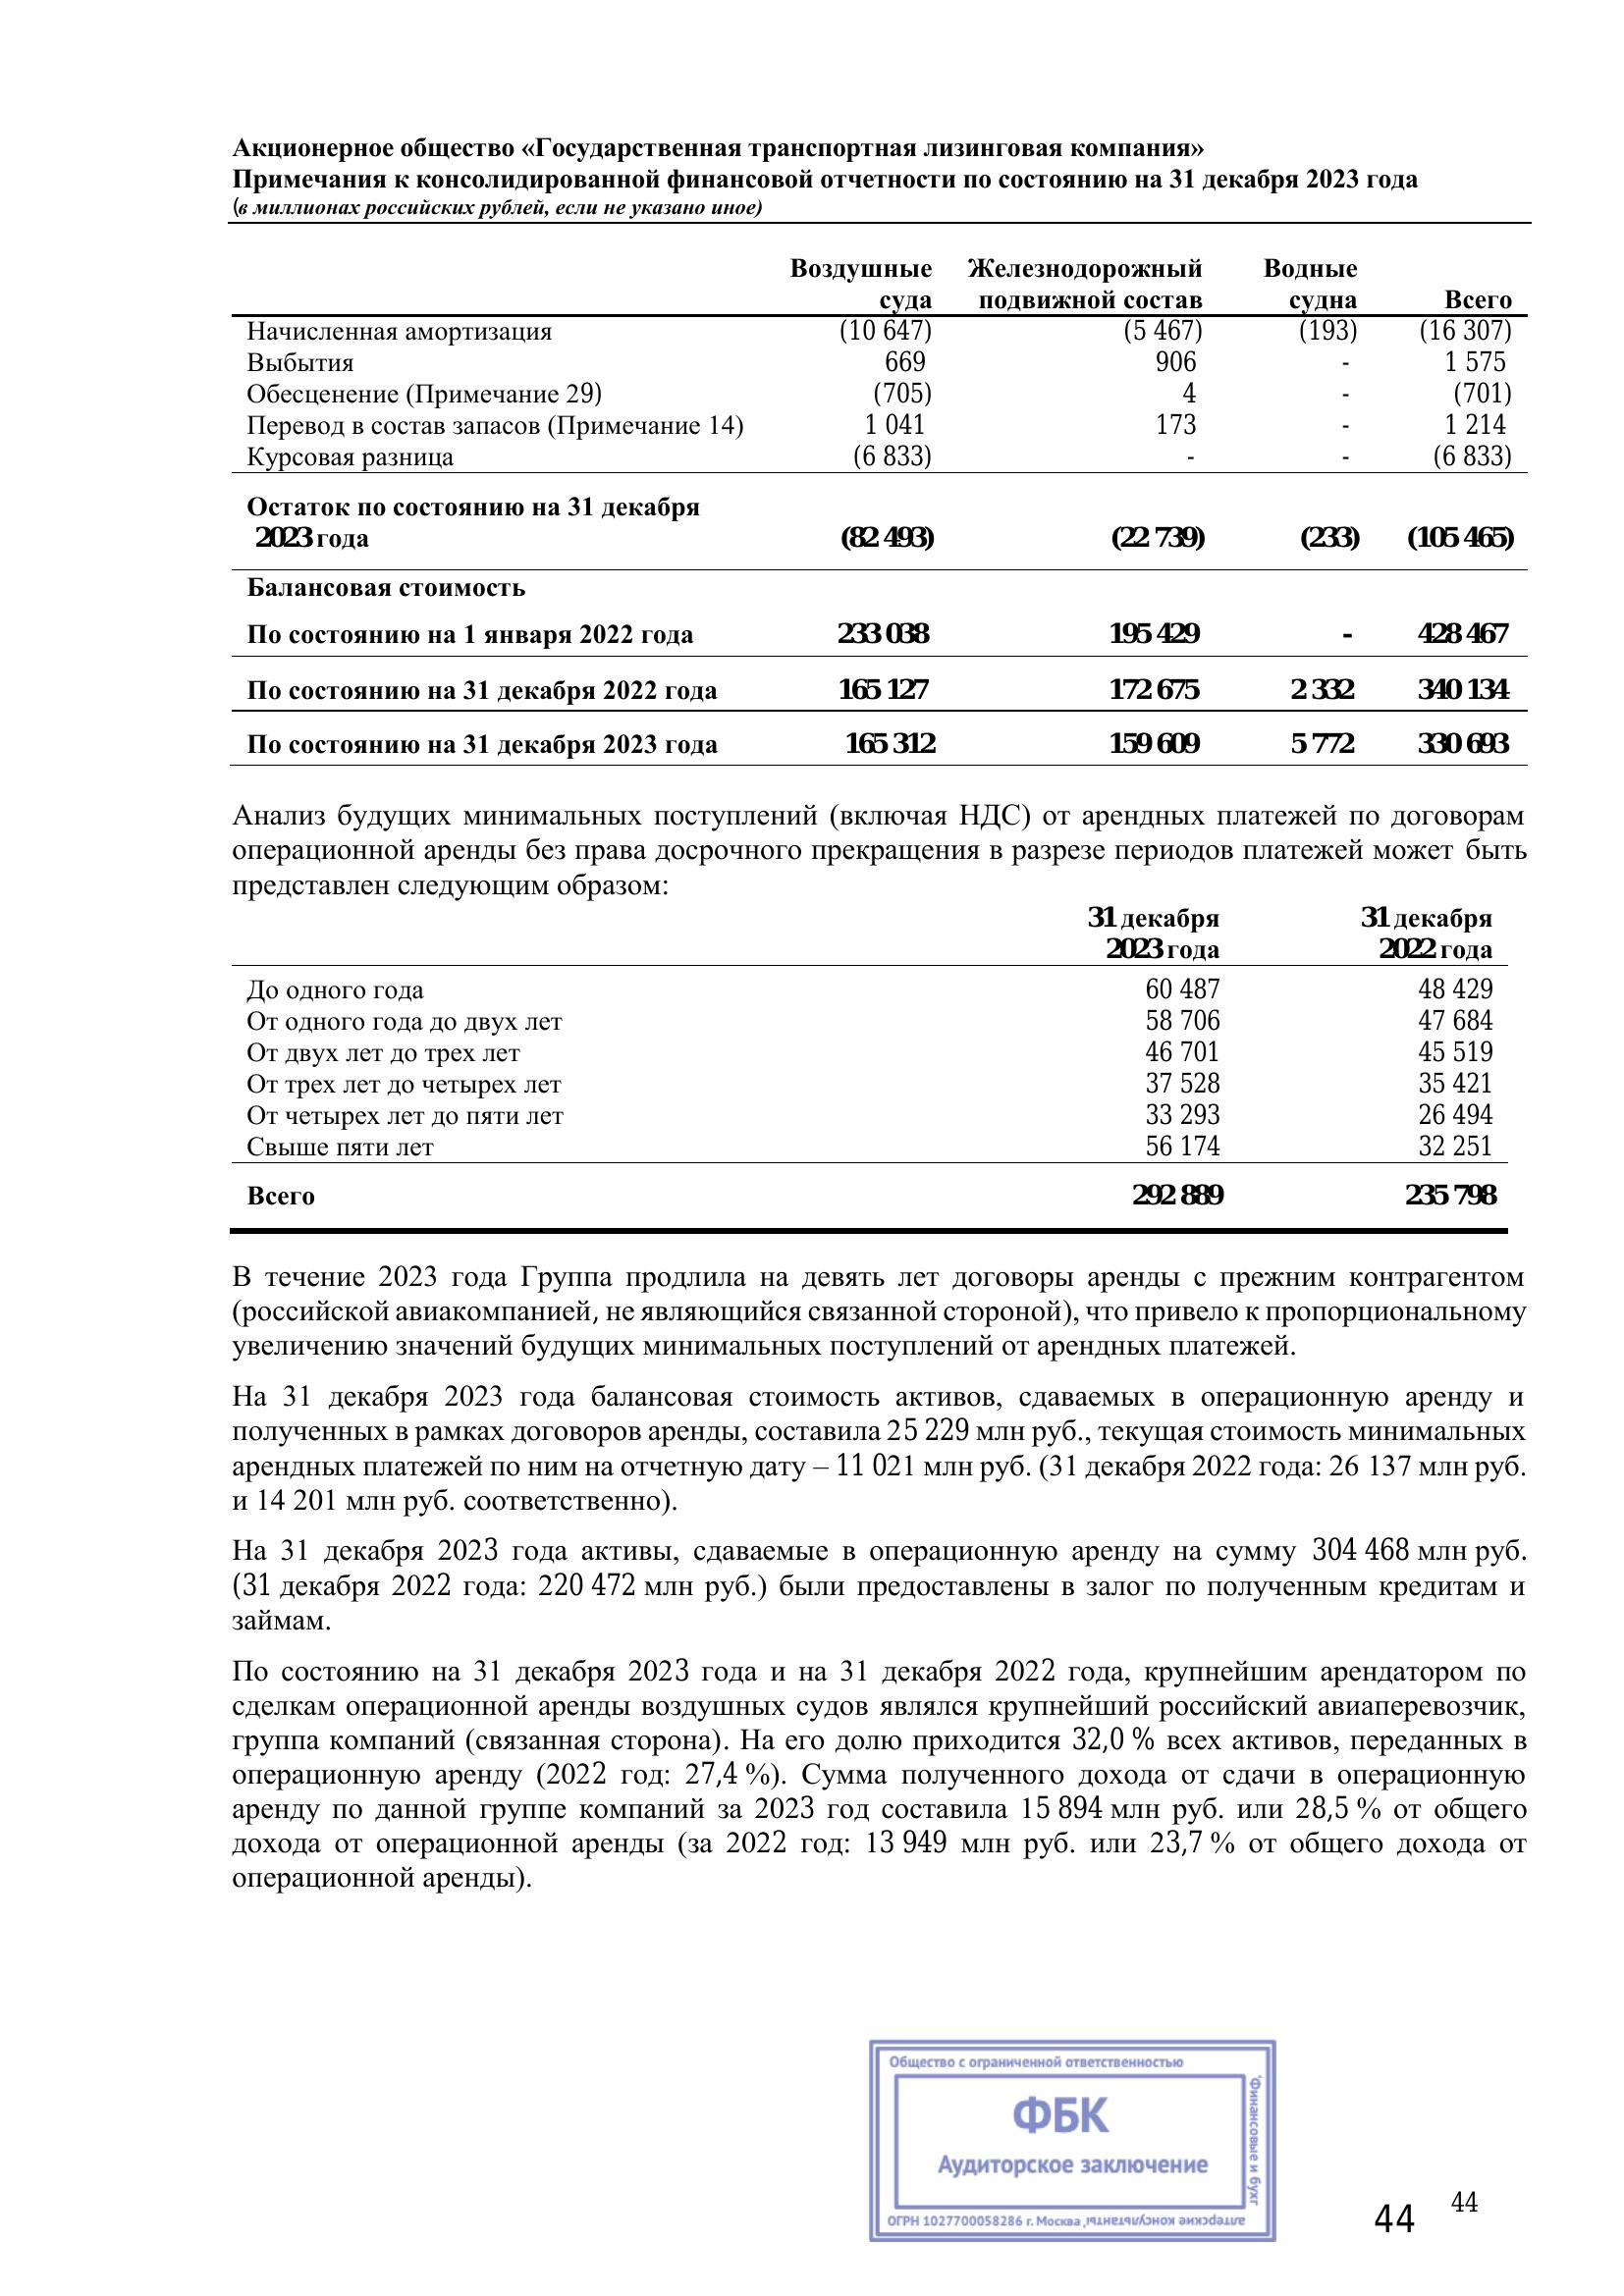 Акционерное общество «Государственная транспортная лизинговая компания»
Примечания к консолидированной финансовой отчетности по состоянию на 31 декабря 2023 года
(в миллионах российских рублей, если не указано иное)
Воздушные Железнодорожный Водные
суда подвижной состав судна Всего
Начисленная амортизация (10 647) (5 467) (193) (16 307)
Выбытия 669 906 - 1 575
Обесценение (Примечание 29) (705) 4 - (701)
Перевод в состав запасов (Примечание 14) 1 041 173 - 1 214
Курсовая разница (6 833) - - (6 833)
Остаток по состоянию на 31 декабря
2023 года (82 493) (22 739) (233) (105 465)
Балансовая стоимость
По состоянию на 1 января 2022 года 233 038 195 429 - 428 467
По состоянию на 31 декабря 2022 года 165 127 172 675 2 332 340 134
По состоянию на 31 декабря 2023 года 165 312 159 609 5 772 330 693
Анализ будущих минимальных поступлений (включая НДС) от арендных платежей по договорам
операционной аренды без права досрочного прекращения в разрезе периодов платежей может быть
представлен следующим образом:
31 декабря 31 декабря
2023 года 2022 года
До одного года 60 487 48 429
От одного года до двух лет 58 706 47 684
От двух лет до трех лет 46 701 45 519
От трех лет до четырех лет 37 528 35 421
От четырех лет до пяти лет 33 293 26 494
Свыше пяти лет 56 174 32 251
Всего 292 889 235 798
В течение 2023 года Группа продлила на девять лет договоры аренды с прежним контрагентом
(российской авиакомпанией, не являющийся связанной стороной), что привело к пропорциональному
увеличению значений будущих минимальных поступлений от арендных платежей.
На 31 декабря 2023 года балансовая стоимость активов, сдаваемых в операционную аренду и
полученных в рамках договоров аренды, составила 25 229 млн руб., текущая стоимость минимальных
арендных платежей по ним на отчетную дату – 11 021 млн руб. (31 декабря 2022 года: 26 137 млн руб.
и 14 201 млн руб. соответственно).
На 31 декабря 2023 года активы, сдаваемые в операционную аренду на сумму 304 468 млн руб.
(31 декабря 2022 года: 220 472 млн руб.) были предоставлены в залог по полученным кредитам и
займам.
По состоянию на 31 декабря 2023 года и на 31 декабря 2022 года, крупнейшим арендатором по
сделкам операционной аренды воздушных судов являлся крупнейший российский авиаперевозчик,
группа компаний (связанная сторона). На его долю приходится 32,0 % всех активов, переданных в
операционную аренду (2022 год: 27,4 %). Сумма полученного дохода от сдачи в операционную
аренду по данной группе компаний за 2023 год составила 15 894 млн руб. или 28,5 % от общего
дохода от операционной аренды (за 2022 год: 13 949 млн руб. или 23,7 % от общего дохода от
операционной аренды).
Общество с ограниченной ответственностью
"Финансовые и бухг
алтерские консультанты"
ФБК
Аудиторское заключение
ОГРН 1027700058286 г. Москва
44
44